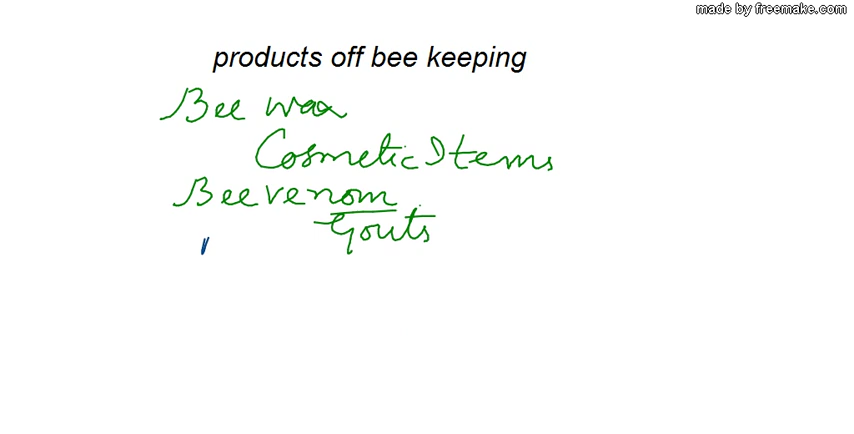 made by freemake.com
products off bee keeping
Bee wax
Cosmetic Items
Bee venom
Gouts